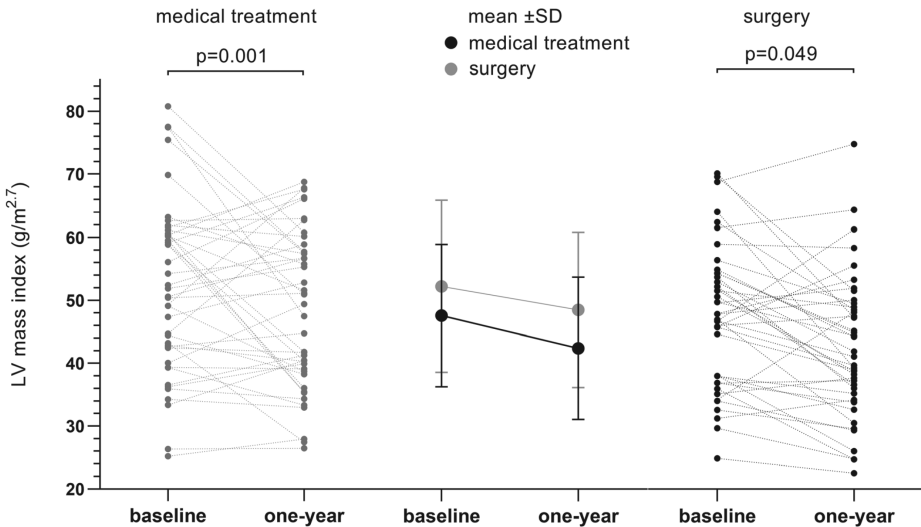 medical treatment
p=0.001
mean ±SD
medical treatment
surgery
surgery
p=0.049
LV mass index (g/m2.7)
80
70
60
50
40
30
20
baseline one-year baseline one-year baseline one-year